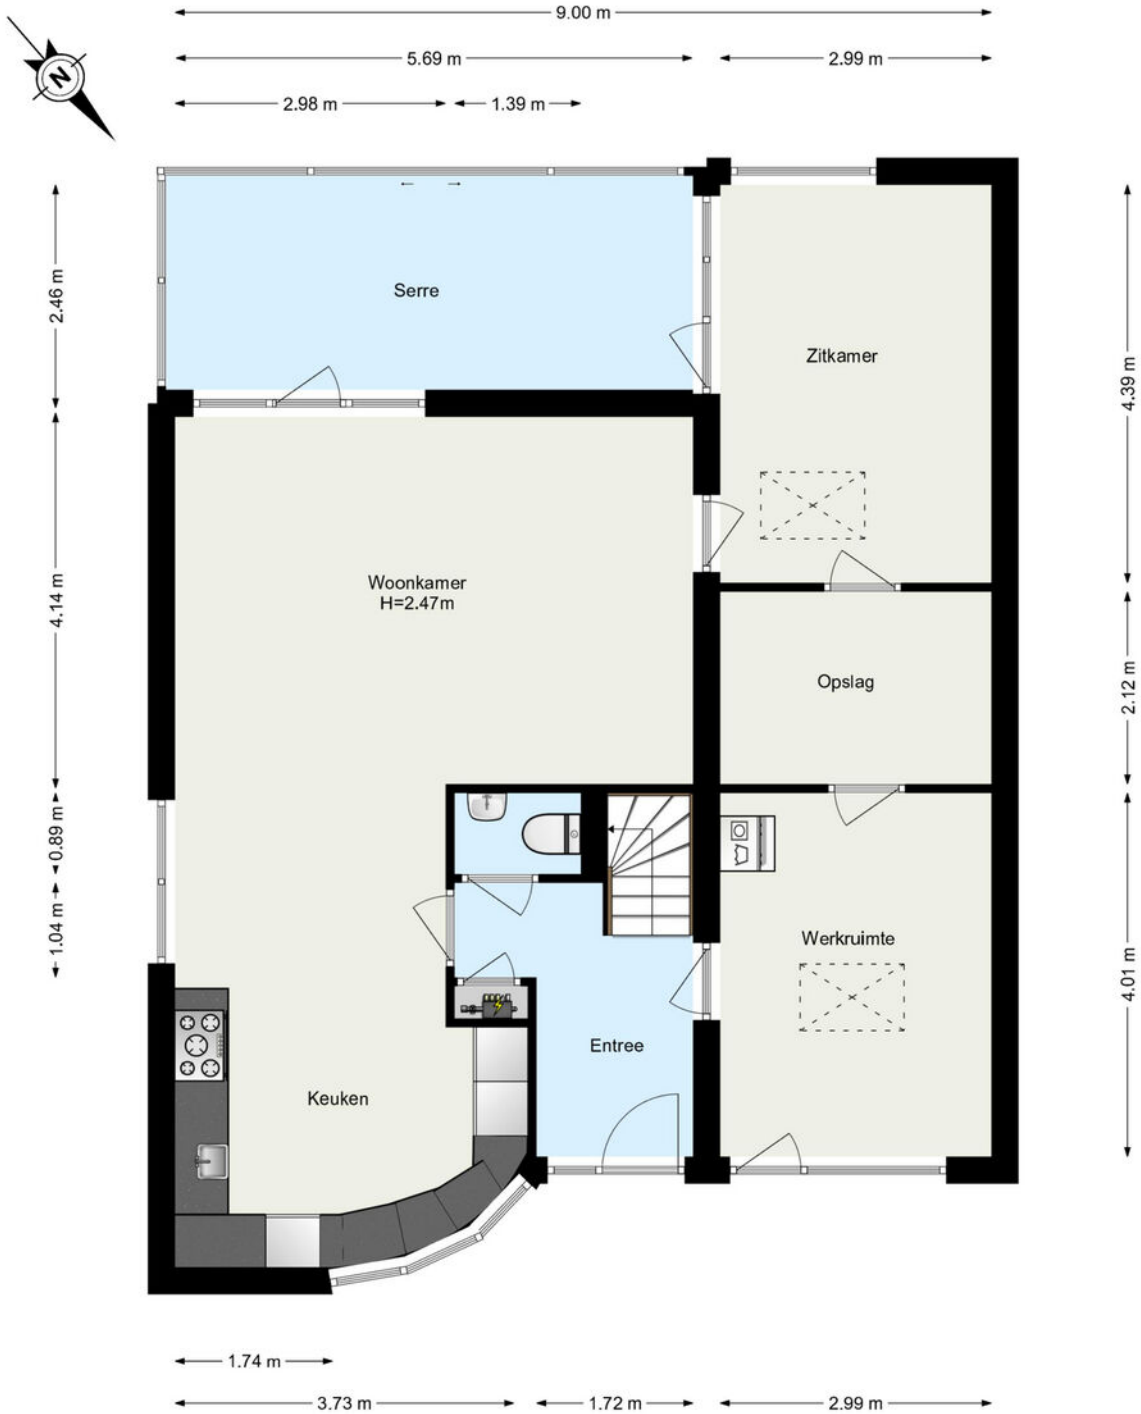 9.00 m
5.69 m
2.99 m
2.98 m
1.39 m
N
2.46 m
Serre
Zitkamer
4.39 m
4.14 m
Woonkamer
H=2.47m
Opslag
2.12 m
0.89 m
1.04 m
Werkruimte
4.01 m
Entree
Keuken
1.74 m
3.73 m
1.72 m
2.99 m